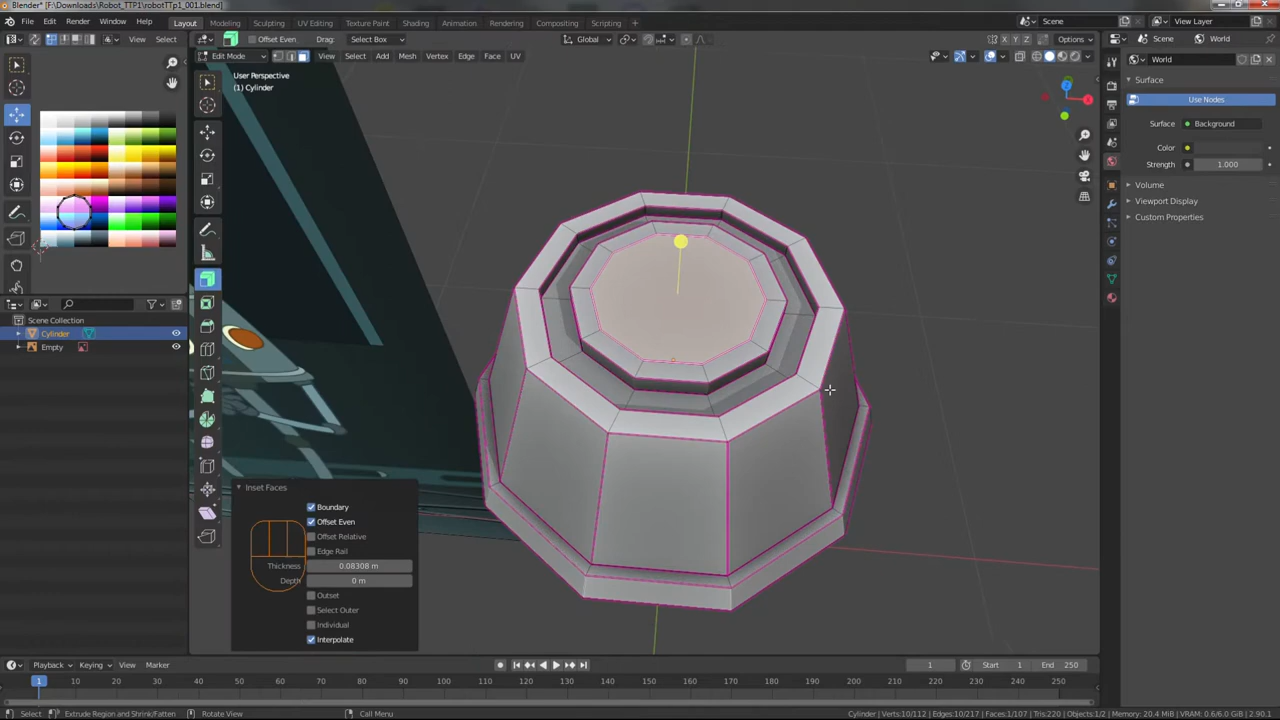 Blender* [F:\Downloads\Robot_TTP1\robotTTp1_001.blend]
File Edit Render Window Help Layout Modeling Sculpting UV Editing Texture Paint Shading Animation Rendering Compositing Scripting + Scene View Layer
View Select Offset Even Drag: Select Box Global X Y Z Options Scene World
Edit Mode View Select Add Mesh Vertex Edge Face UV World
User Perspective
(1) Cylinder
Surface
Use Nodes
Surface Background
Color
Strength 1.000
Volume
Viewport Display
Custom Properties
Z
X
Scene Collection
Cylinder
Empty
Inset Faces
Boundary
Offset Even
Offset Relative
Edge Rail
Thickness 0.08308 m
Depth 0 m
Outset
Select Outer
Individual
Interpolate
Playback Keying View Marker 1 Start 1 End 250
1 10 20 30 40 50 60 70 80 90 100 110 120 130 140 150 160 170 180 190 200 210 220 230 240 250
Select Extrude Region and Shrink/Fatten Rotate View Call Menu Cylinder | Verts:10/112 | Edges:10/217 | Faces:1/107 | Tris:220 | Objects:1/2 | Memory: 20.4 MiB | VRAM: 0.6/6.0 GiB | 2.90.1